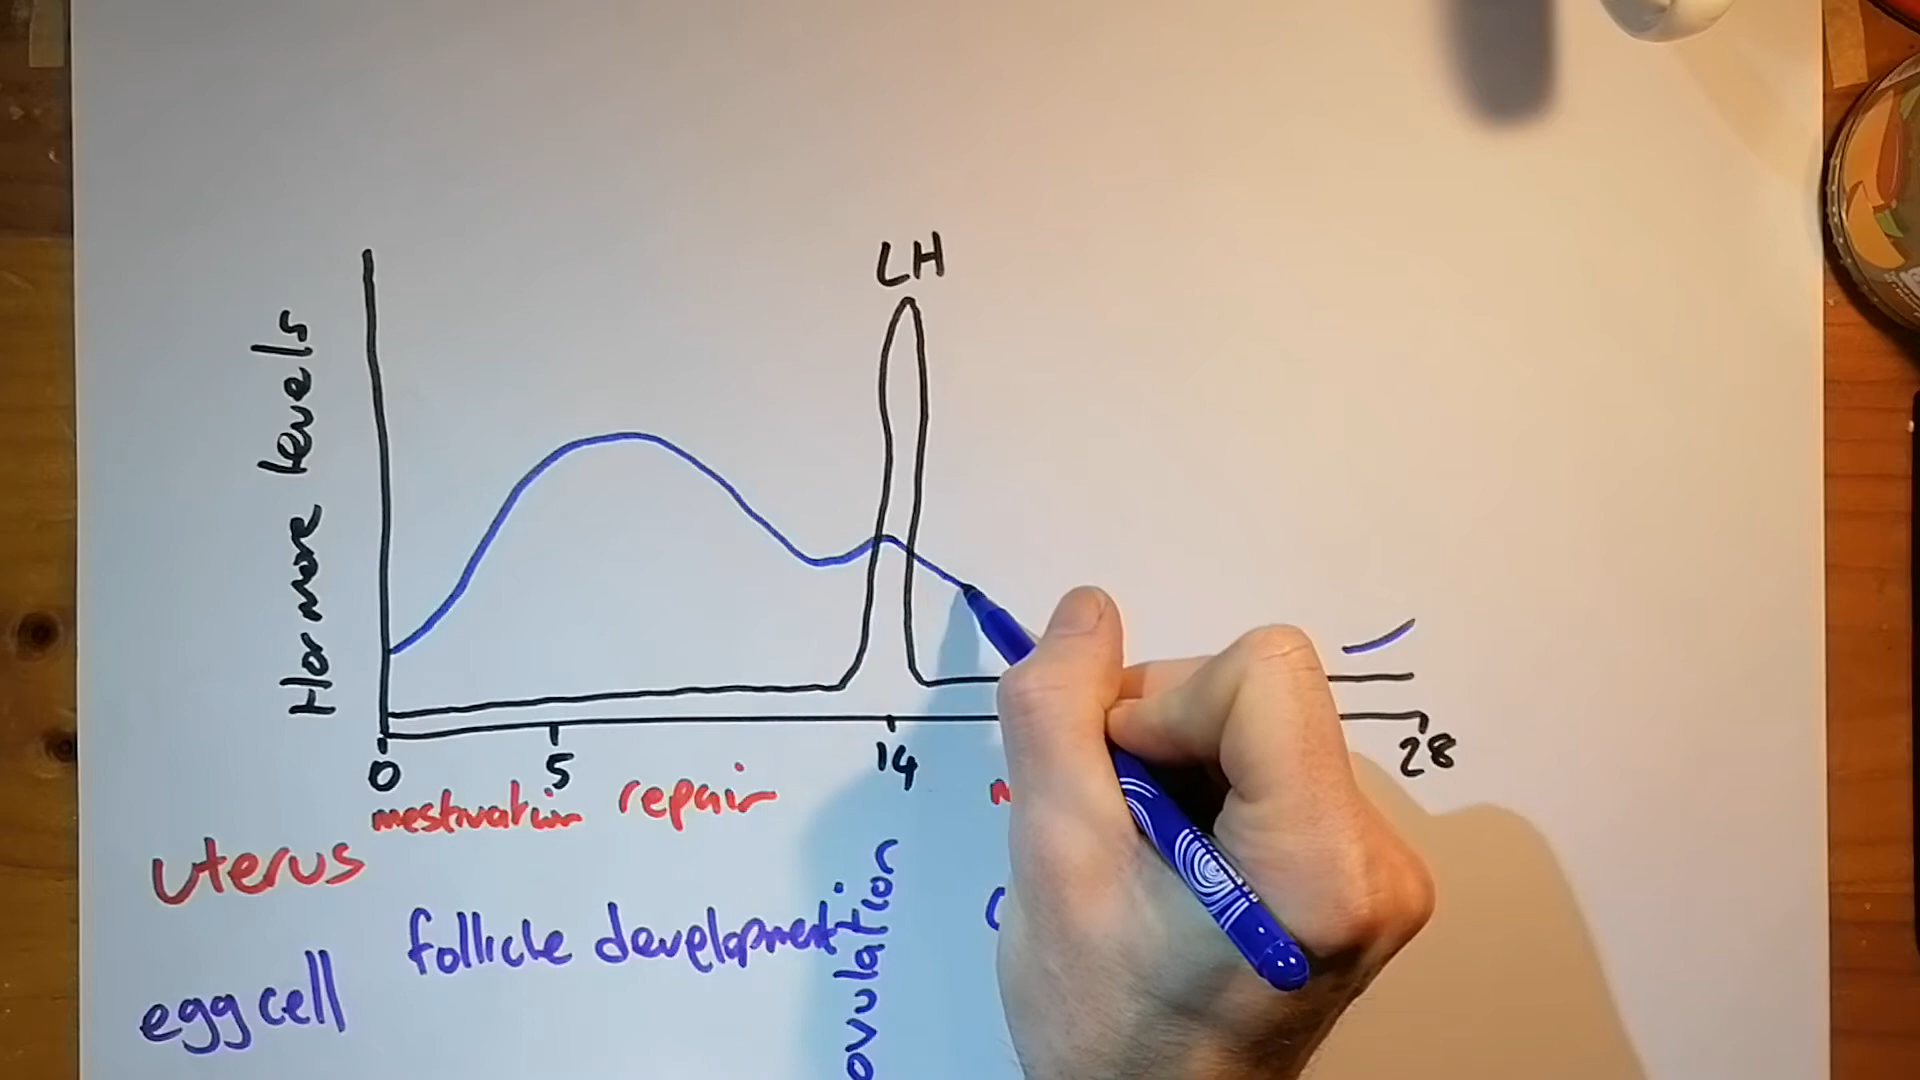 LH
Hormone levels
0 5 14 28
mestruation repair
uterus
follicle development
ovulation
egg cell